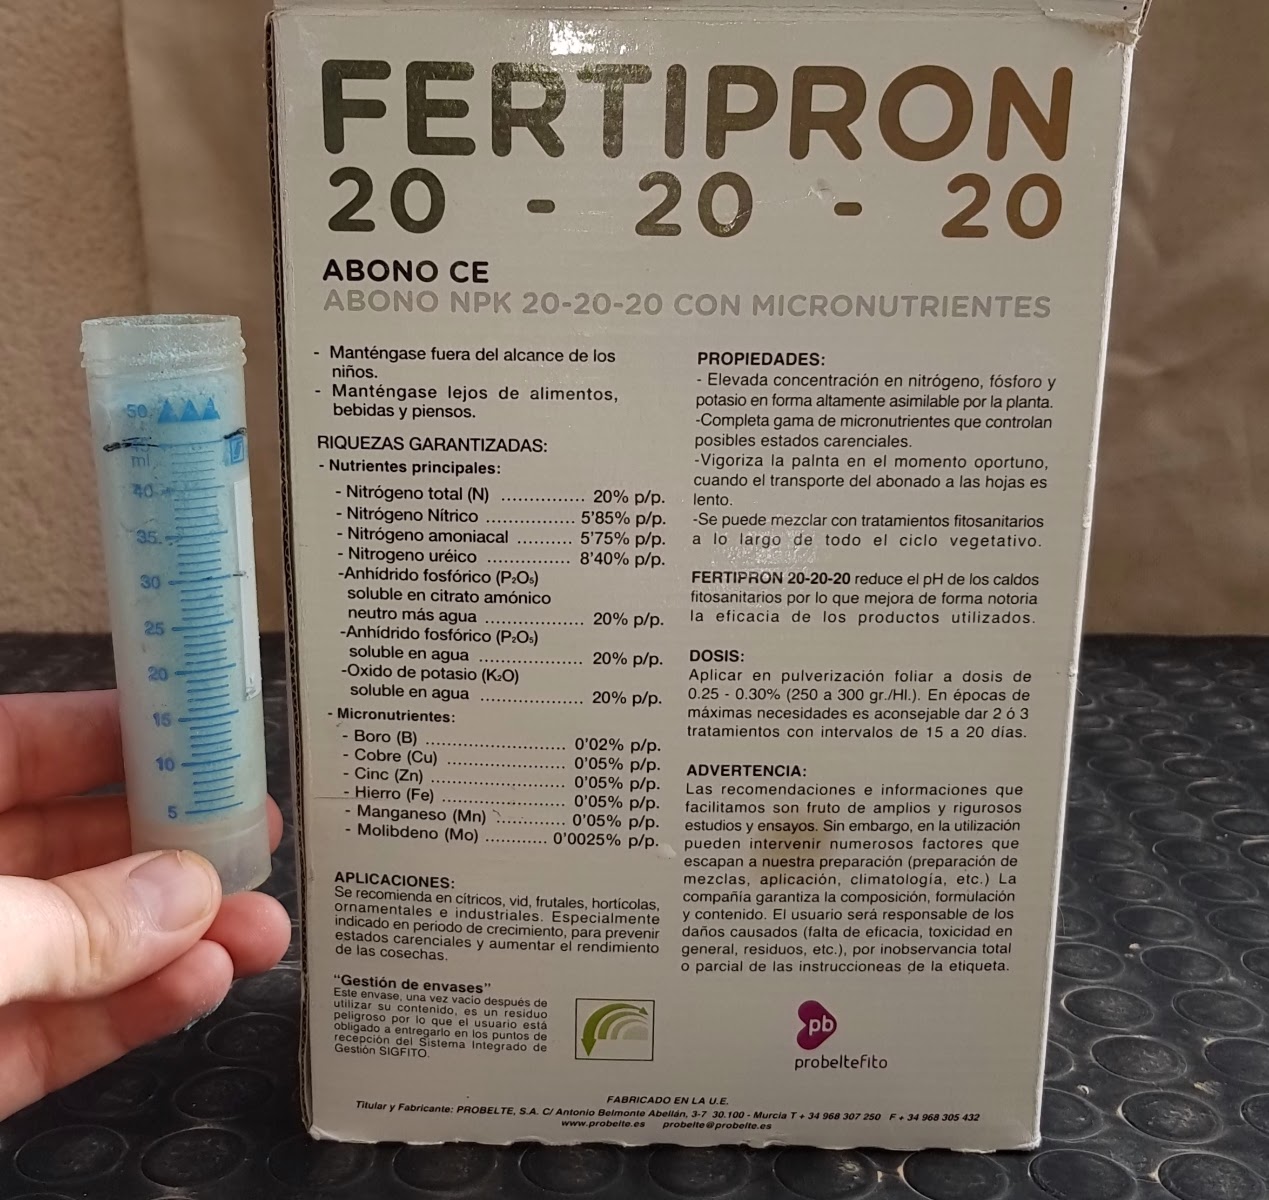 FERTIPRON
20 - 20 - 20
ABONO CE
ABONO NPK 20-20-20 CON MICRONUTRIENTES
- Manténgase fuera del alcance de los
niños.
- Manténgase lejos de alimentos,
bebidas y piensos.
RIQUEZAS GARANTIZADAS:
- Nutrientes principales:
- Nitrógeno total (N) ............... 20% p/p.
- Nitrógeno Nítrico ................ 5'85% p/p.
- Nitrógeno amoniacal .......... 5'75% p/p.
- Nitrogeno uréico ............... 8'40% p/p.
-Anhídrido fosfórico (P₂O₅)
soluble en citrato amónico
neutro más agua .................. 20% p/p.
-Anhídrido fosfórico (P₂O₅)
soluble en agua ................... 20% p/p.
-Oxido de potasio (K₂O)
soluble en agua ................... 20% p/p.
- Micronutrientes:
- Boro (B) ......................... 0'02% p/p.
- Cobre (Cu) ..................... 0'05% p/p.
- Cinc (Zn) ........................ 0'05% p/p.
- Hierro (Fe) ...................... 0'05% p/p.
- Manganeso (Mn) ............. 0'05% p/p.
- Molibdeno (Mo) ........... 0'0025% p/p.
APLICACIONES:
Se recomienda en cítricos, vid, frutales, hortícolas,
ornamentales e industriales. Especialmente
indicado en período de crecimiento, para prevenir
estados carenciales y aumentar el rendimiento
de las cosechas.
"Gestión de envases"
Este envase, una vez vacío después de
utilizar su contenido, es un residuo
peligroso por lo que el usuario está
obligado a entregarlo en los puntos de
recepción del Sistema Integrado de
Gestión SIGFITO.
PROPIEDADES:
- Elevada concentración en nitrógeno, fósforo y
potasio en forma altamente asimilable por la planta.
-Completa gama de micronutrientes que controlan
posibles estados carenciales.
-Vigoriza la palnta en el momento oportuno,
cuando el transporte del abonado a las hojas es
lento.
-Se puede mezclar con tratamientos fitosanitarios
a lo largo de todo el ciclo vegetativo.
FERTIPRON 20-20-20 reduce el pH de los caldos
fitosanitarios por lo que mejora de forma notoria
la eficacia de los productos utilizados.
DOSIS:
Aplicar en pulverización foliar a dosis de
0.25 - 0.30% (250 a 300 gr./Hl.). En épocas de
máximas necesidades es aconsejable dar 2 ó 3
tratamientos con intervalos de 15 a 20 días.
ADVERTENCIA:
Las recomendaciones e informaciones que
facilitamos son fruto de amplios y rigurosos
estudios y ensayos. Sin embargo, en la utilización
pueden intervenir numerosos factores que
escapan a nuestra preparación (preparación de
mezclas, aplicación, climatología, etc.) La
compañía garantiza la composición, formulación
y contenido. El usuario será responsable de los
daños causados (falta de eficacia, toxicidad en
general, residuos, etc.), por inobservancia total
o parcial de las instruccioneas de la etiqueta.
pb
probeltefito
FABRICADO EN LA U.E.
Titular y Fabricante: PROBELTE, S.A. C/ Antonio Belmonte Abellán, 3-7 30.100 - Murcia T + 34 968 307 250 F + 34 968 305 432
www.probelte.es probelte@probelte.es
50
45
ml
40
35
30
25
20
15
10
5